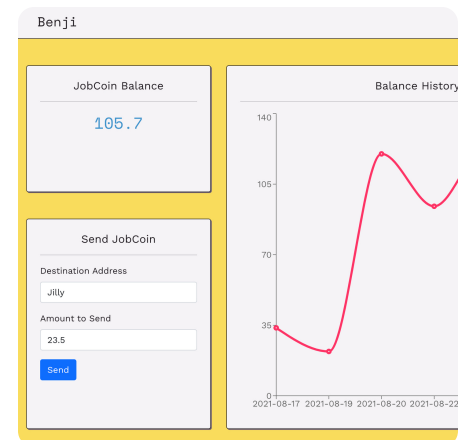 Benji
JobCoin Balance
105.7
Send JobCoin
Destination Address
Jilly
Amount to Send
23.5
Send
Balance History
140
105
70
35
0
2021-08-17 2021-08-19 2021-08-20 2021-08-22